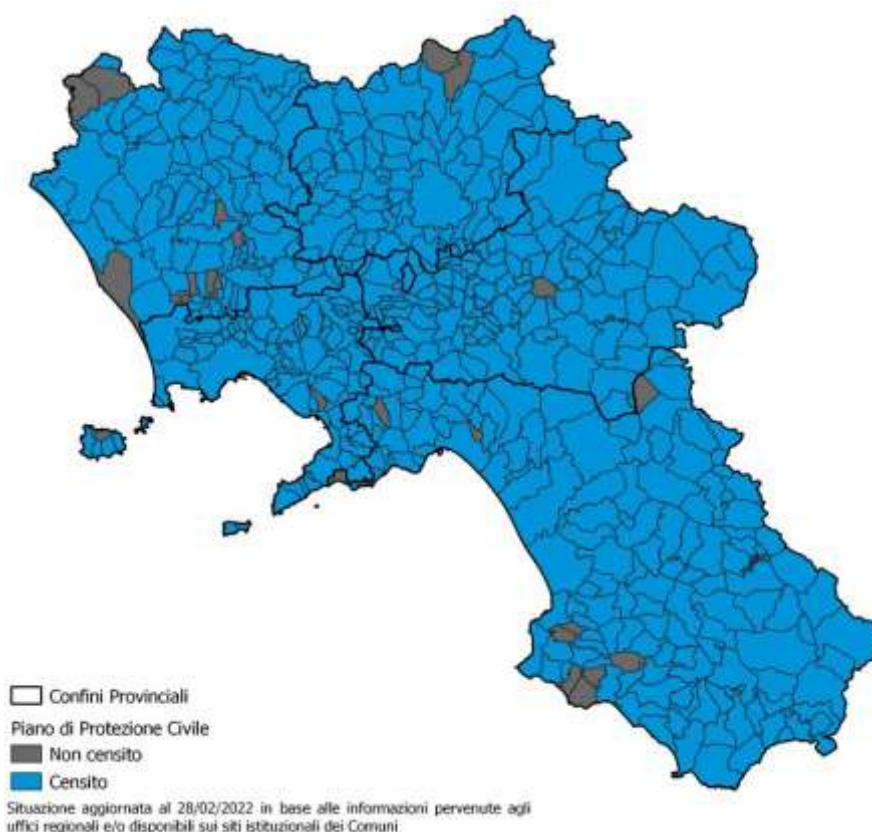 Confini Provinciali
Piano di Protezione Civile
Non censito
Censito
Situazione aggiornata al 28/02/2022 in base alle informazioni pervenute agli
uffici regionali e/o disponibili sui siti istituzionali dei Comuni